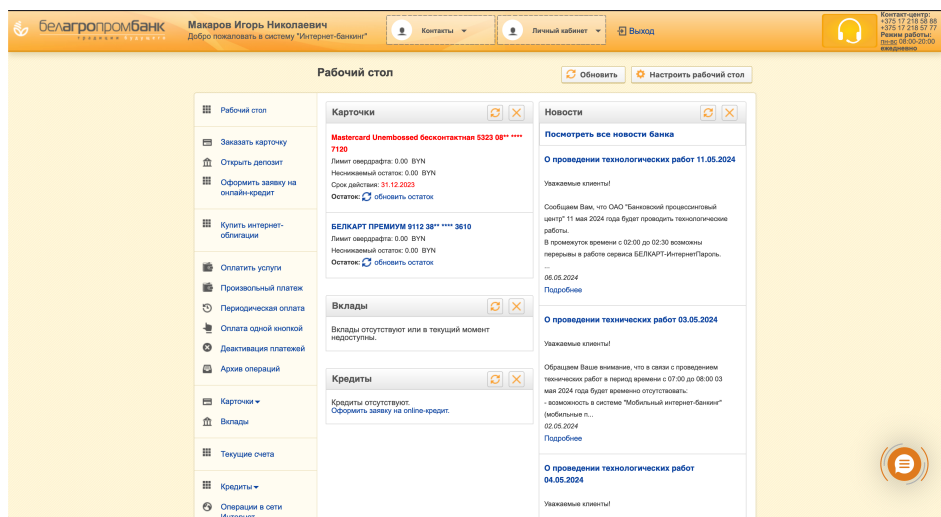 белагропромбанк
традиции будущего
Макаров Игорь Николаевич
Добро пожаловать в систему "Интернет-банкинг"
Контакты
Личный кабинет
Выход
Контакт-центр:
+375 17 218 58 88
+375 17 218 57 77
Режим работы:
пн-вс 08:00-20:00
ежедневно
Рабочий стол
Обновить
Настроить рабочий стол
Рабочий стол
Заказать карточку
Открыть депозит
Оформить заявку на
онлайн-кредит
Купить интернет-
облигации
Оплатить услуги
Произвольный платеж
Периодическая оплата
Оплата одной кнопкой
Деактивация платежей
Архив операций
Карточки
Вклады
Текущие счета
Кредиты
Операции в сети
Интернет
Карточки
Mastercard Unembossed бесконтактная 5323 08** ****
7120
Лимит овердрафта: 0.00 BYN
Неснижаемый остаток: 0.00 BYN
Срок действия: 31.12.2023
Остаток: обновить остаток
БЕЛКАРТ ПРЕМИУМ 9112 38** **** 3610
Лимит овердрафта: 0.00 BYN
Неснижаемый остаток: 0.00 BYN
Остаток: обновить остаток
Вклады
Вклады отсутствуют или в текущий момент
недоступны.
Кредиты
Кредиты отсутствуют.
Оформить заявку на online-кредит.
Новости
Посмотреть все новости банка
О проведении технологических работ 11.05.2024
Уважаемые клиенты!
Сообщаем Вам, что ОАО "Банковский процессинговый
центр" 11 мая 2024 года будет проводить технологические
работы.
В промежуток времени с 02:00 до 02:30 возможны
перерывы в работе сервиса БЕЛКАРТ-ИнтернетПароль.
...
06.05.2024
Подробнее
О проведении технических работ 03.05.2024
Уважаемые клиенты!
Обращаем Ваше внимание, что в связи с проведением
технических работ в период времени с 07:00 до 08:00 03
мая 2024 года будет временно отсутствовать:
- возможность в системе "Мобильный интернет-банкинг"
(мобильные п...
02.05.2024
Подробнее
О проведении технологических работ
04.05.2024
Уважаемые клиенты!